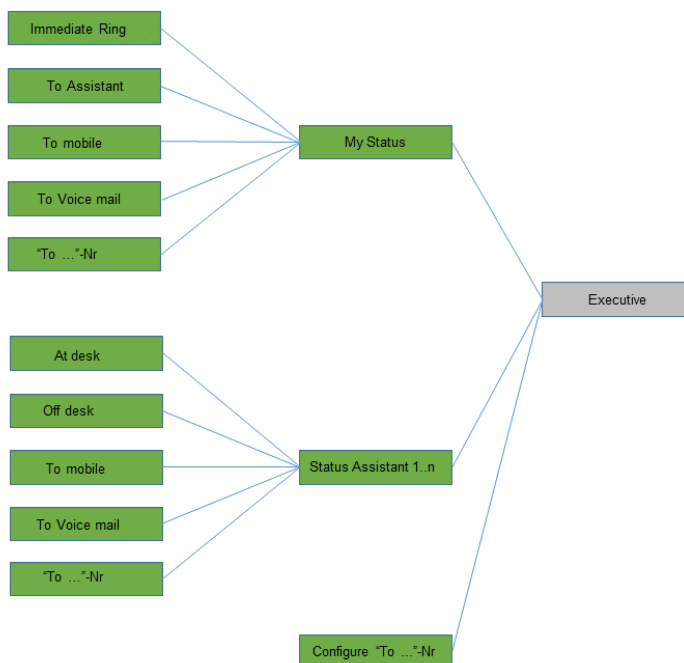 Immediate Ring
To Assistant
To mobile
To Voice mail
“To ...”-Nr
My Status
Executive
At desk
Off desk
To mobile
To Voice mail
“To ...”-Nr
Status Assistant 1..n
Configure “To ...”-Nr